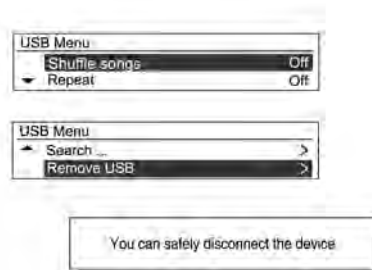 USB Menu
Shuffle songs Off
Repeat Off
USB Menu
Search ... >
Remove USB >
You can safely disconnect the device